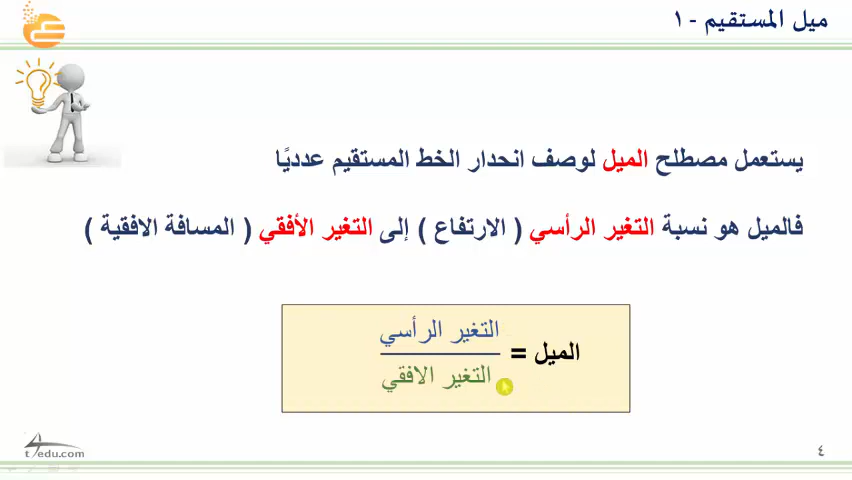 ميل المستقيم - ١
يستعمل مصطلح الميل لوصف انحدار الخط المستقيم عدديًا
فالميل هو نسبة التغير الرأسي ( الارتفاع ) إلى التغير الأفقي ( المسافة الافقية )
الميل = التغير الرأسي
التغير الافقي
t4edu.com
٤